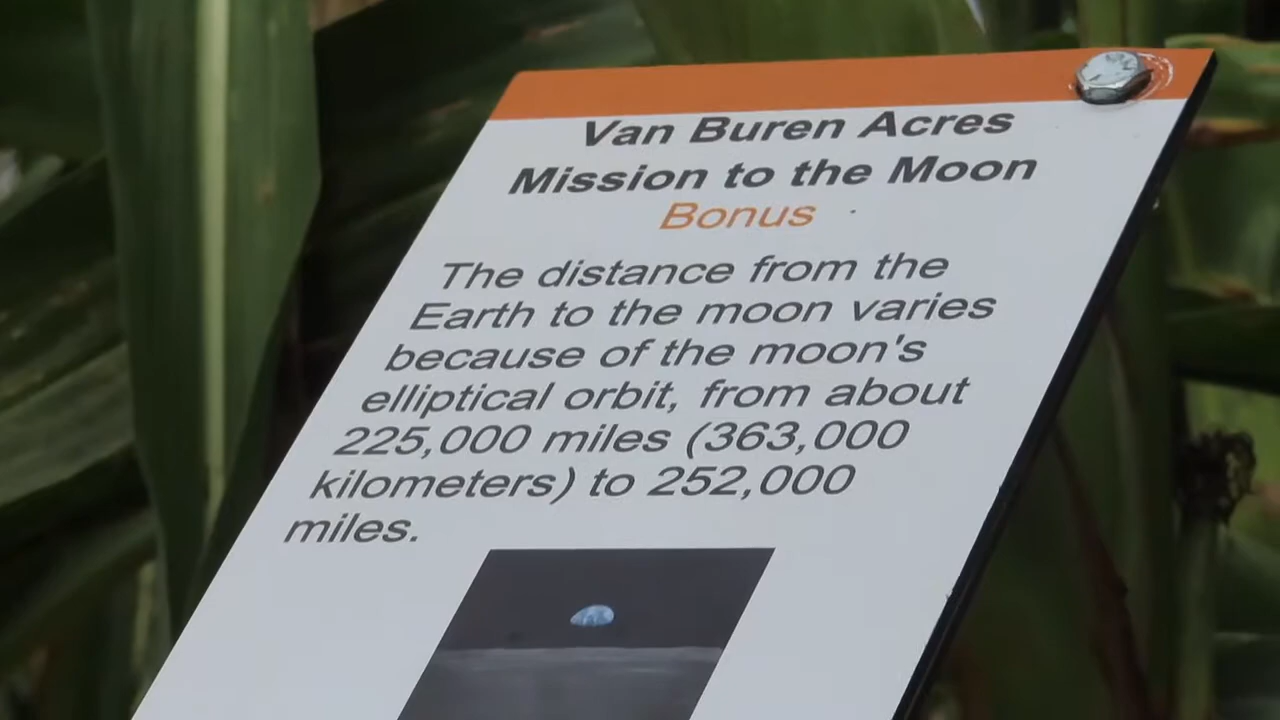 Van Buren Acres
Mission to the Moon
Bonus
The distance from the
Earth to the moon varies
because of the moon's
elliptical orbit, from about
225,000 miles (363,000
kilometers) to 252,000
miles.